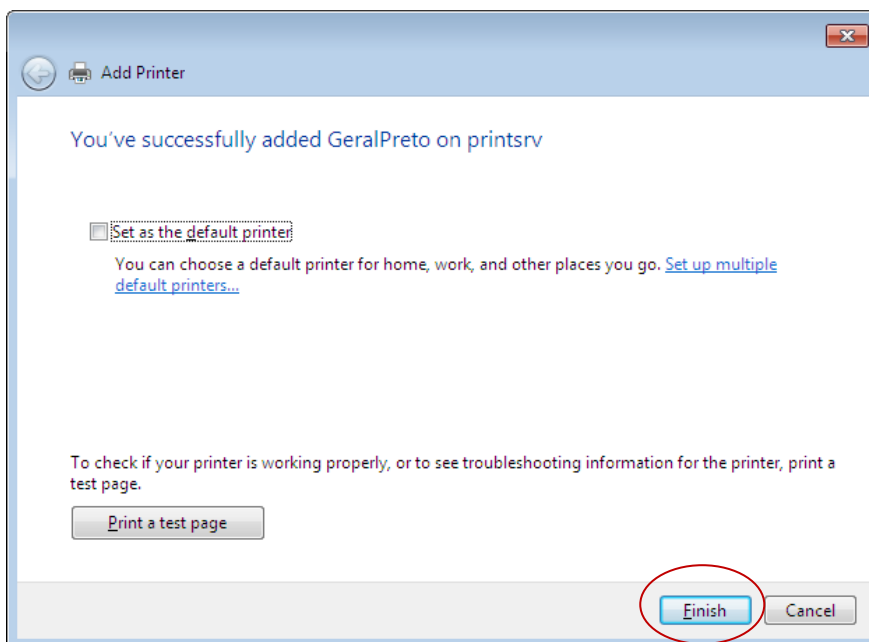 Add Printer
You've successfully added GeralPreto on printsrv
Set as the default printer
You can choose a default printer for home, work, and other places you go. Set up multiple
default printers...
To check if your printer is working properly, or to see troubleshooting information for the printer, print a
test page.
Print a test page
Finish Cancel